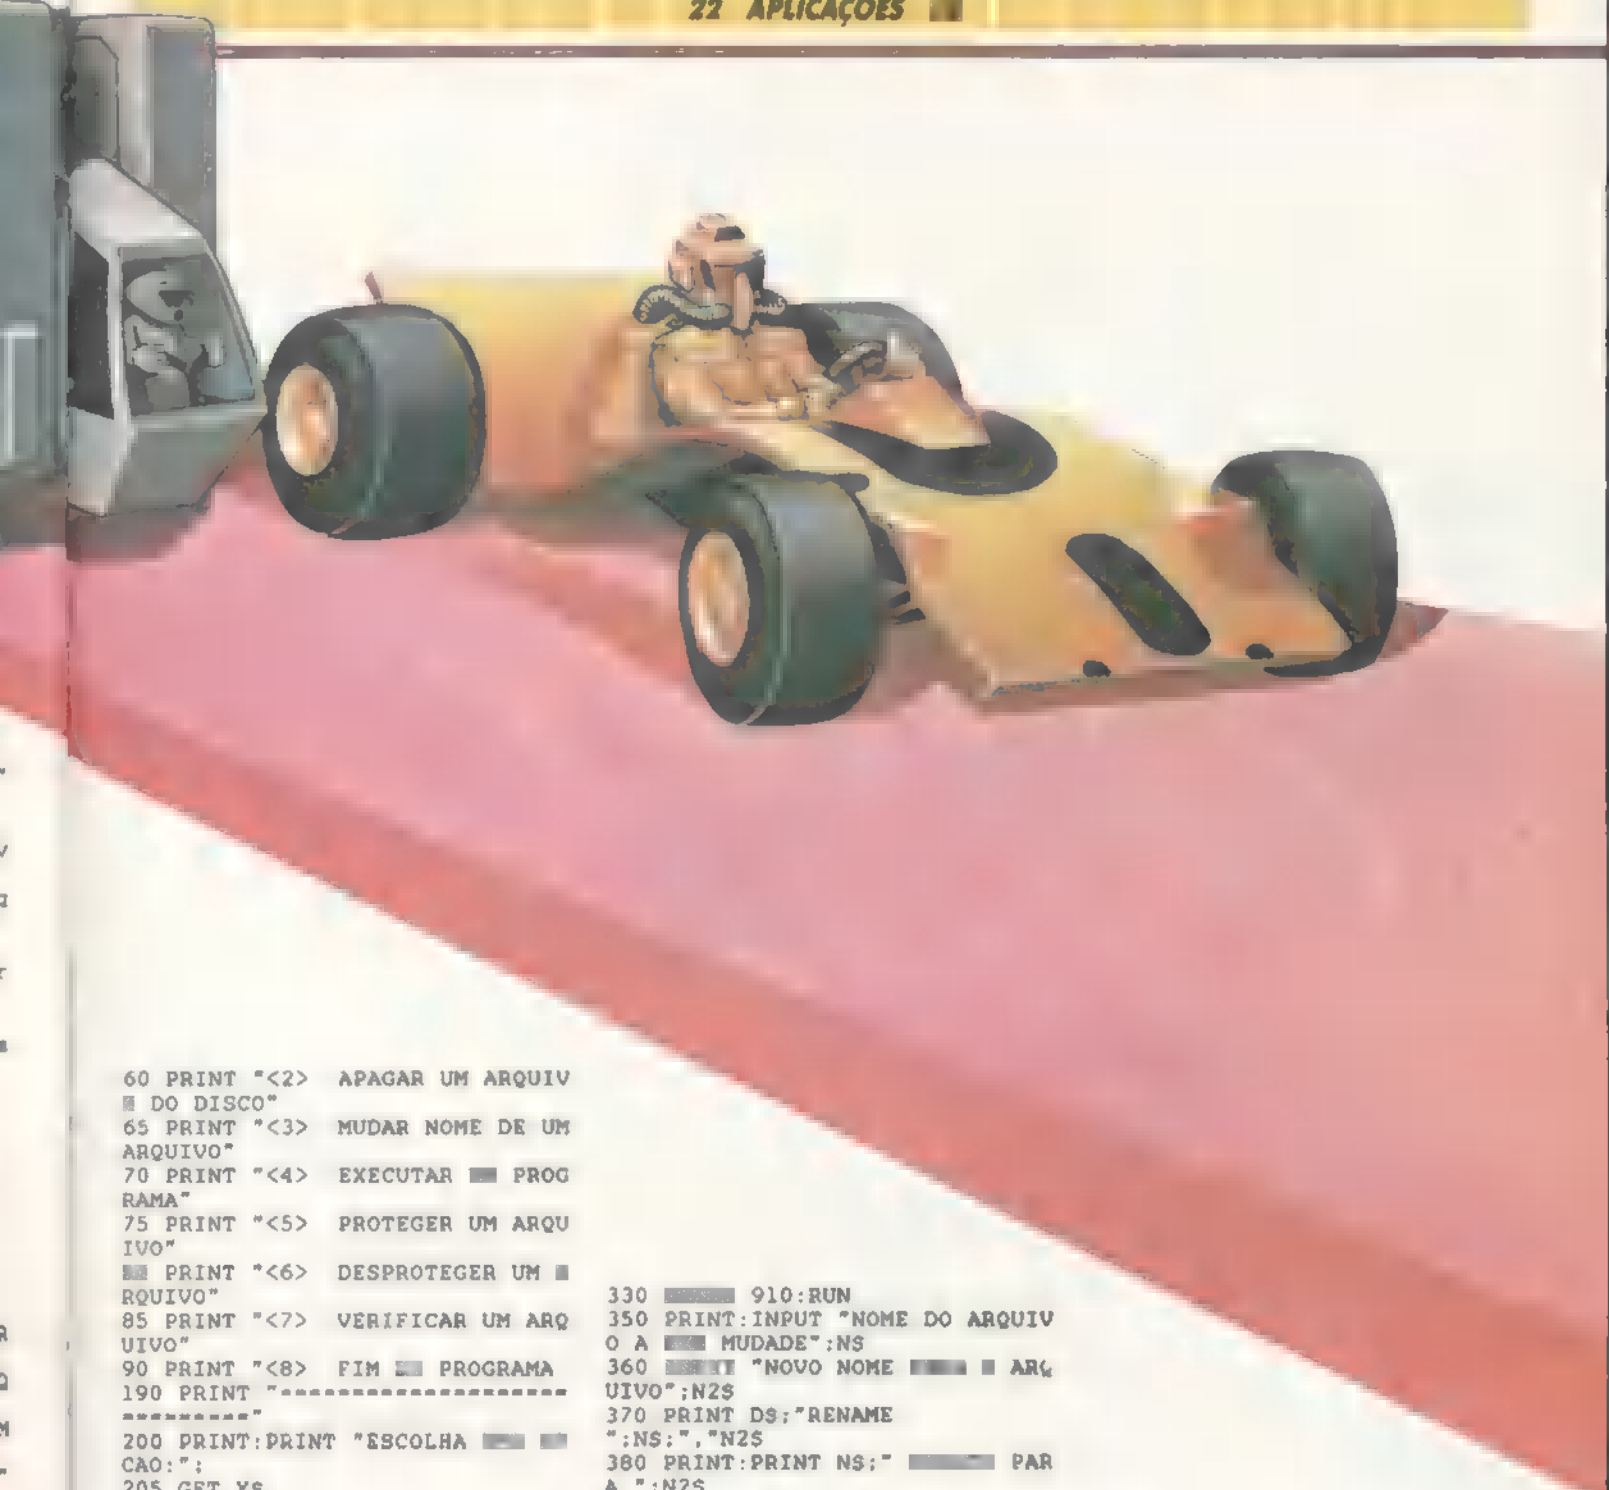 22 APLICAÇÕES
60 PRINT "<2> APAGAR UM ARQUIV
DO DISCO"
65 PRINT "<3> MUDAR NOME DE UM
ARQUIVO"
70 PRINT "<4> EXECUTAR PROG
RAMA"
75 PRINT "<5> PROTEGER UM ARQU
IVO"
PRINT "<6> DESPROTEGER UM
RQUIVO"
85 PRINT "<7> VERIFICAR UM ARQ
UIVO"
90 PRINT "<8> FIM PROGRAMA
190 PRINT "--------------------
---------"
200 PRINT:PRINT "ESCOLHA
CAO:";
205 GET X$
330 910:RUN
350 PRINT:INPUT "NOME DO ARQUIV
O A MUDADE";N$
360 "NOVO NOME ARQ
UIVO";N2$
370 PRINT D$;"RENAME
";N$;","N2$
380 PRINT:PRINT N$;" PAR
A ";N2$